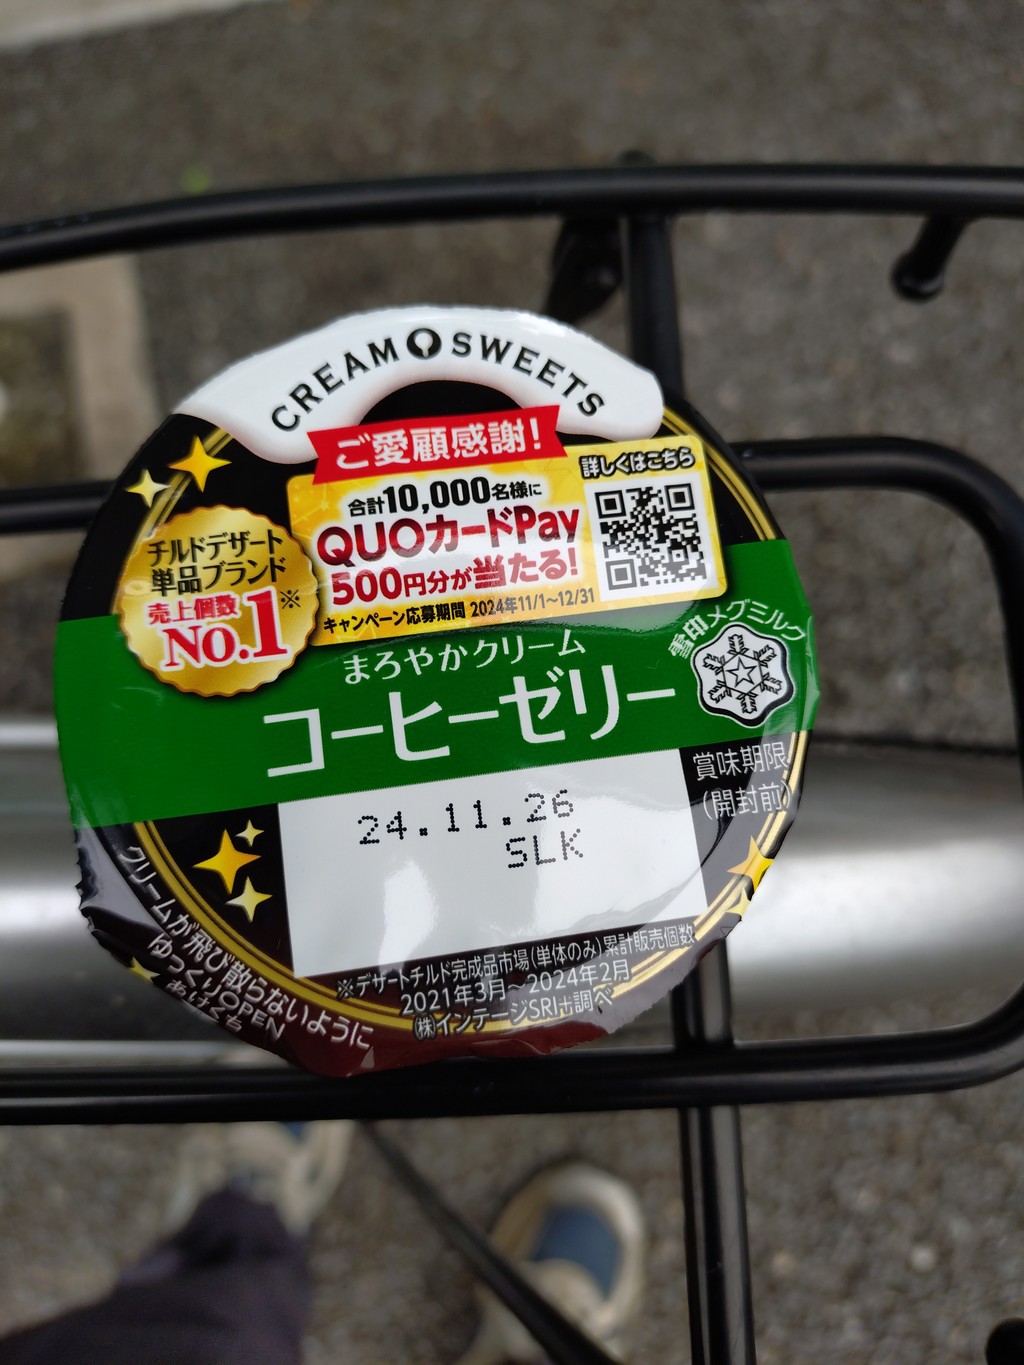 CREAM SWEETS
ご愛顧感謝!
詳しくはこちら
合計10,000名様に
QUOカードPay
500円分が当たる!
キャンペーン応募期間 2024年11/1~12/31
チルドデザート
単品ブランド
売上個数※
No.1
まろやかクリーム
コーヒーゼリー
雪印メグミルク
賞味期限
(開封前)
24.11.26
SLK
※デザートチルド完成品市場(単体のみ)累計販売個数
2021年3月~2024年2月
㈱インテージSRI+調べ
クリームが飛び散らないように
ゆっくりOPEN
あけくち